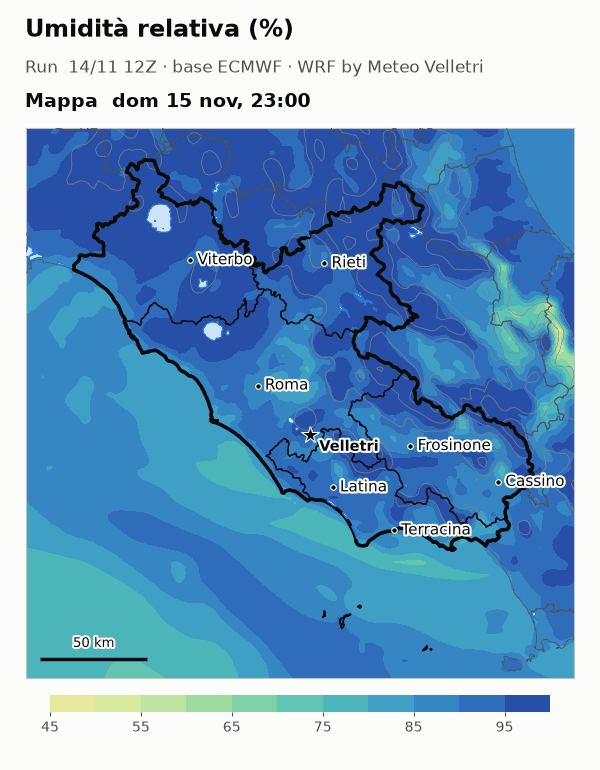 Umidità relativa (%)
Run 14/11 12Z · base ECMWF · WRF by Meteo Velletri
Mappa dom 15 nov, 23:00
Viterbo
Rieti
Roma
Velletri
Frosinone
Latina
Cassino
Terracina
50 km
45 55 65 75 85 95